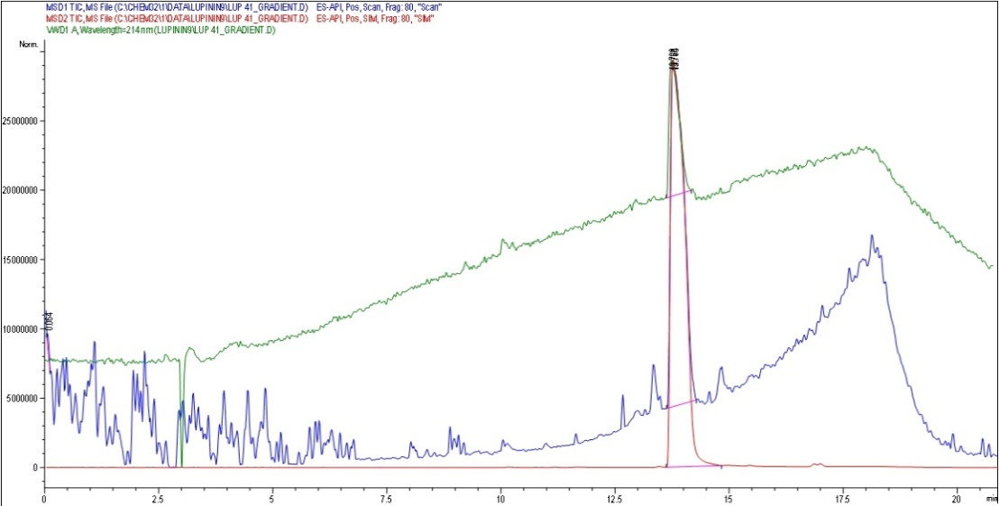 MSD1 TIC, MS File (C:\CHEM32\1\DATA\LUPININ9\LUP 41_GRADIENT.D) ES-API, Pos, Scan, Frag: 80, "Scan"
MSD2 TIC, MS File (C:\CHEM32\1\DATA\LUPININ9\LUP 41_GRADIENT.D) ES-API, Pos, SIM, Frag: 80, "SIM"
VWD1 A, Wavelength=214 nm (LUPININ9\LUP 41_GRADIENT.D)
Norm.
25000000
20000000
15000000
10000000
5000000
0
0.064
0 2.5 5 7.5 10 12.5 15 17.5 20 min